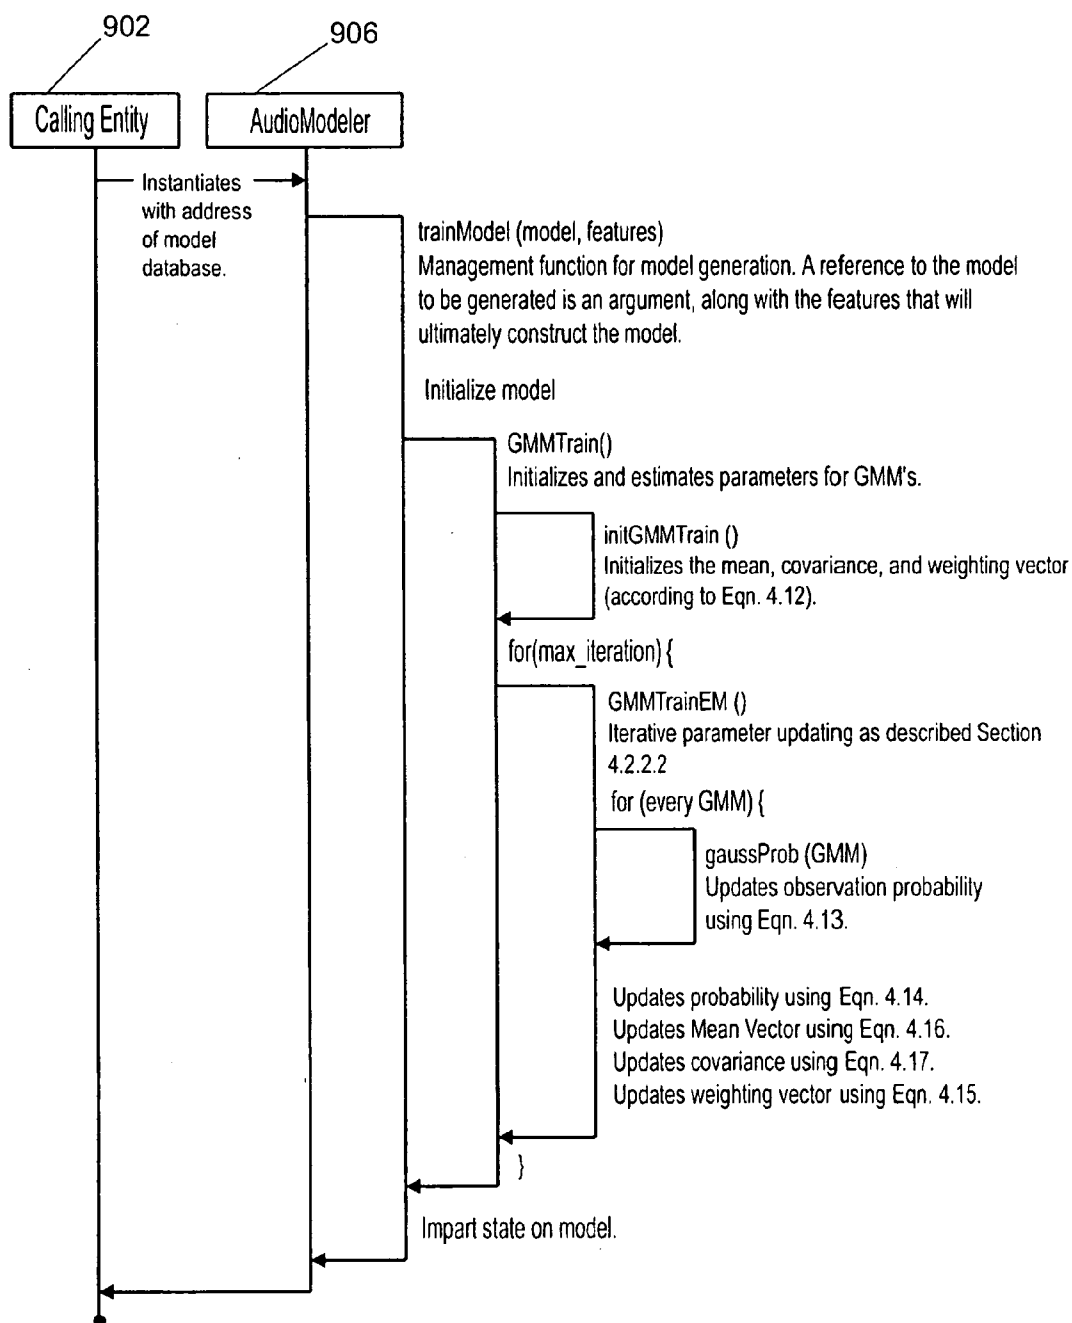 902
906
Calling Entity
AudioModeler
Instantiates
with address
of model
database.
trainModel (model, features)
Management function for model generation. A reference to the model
to be generated is an argument, along with the features that will
ultimately construct the model.
Initialize model
GMMTrain()
Initializes and estimates parameters for GMM's.
initGMMTrain ()
Initializes the mean, covariance, and weighting vector
(according to Eqn. 4.12).
for(max_iteration) {
GMMTrainEM ()
Iterative parameter updating as described Section
4.2.2.2
for (every GMM) {
gaussProb (GMM)
Updates observation probability
using Eqn. 4.13.
Updates probability using Eqn. 4.14.
Updates Mean Vector using Eqn. 4.16.
Updates covariance using Eqn. 4.17.
Updates weighting vector using Eqn. 4.15.
}
Impart state on model.